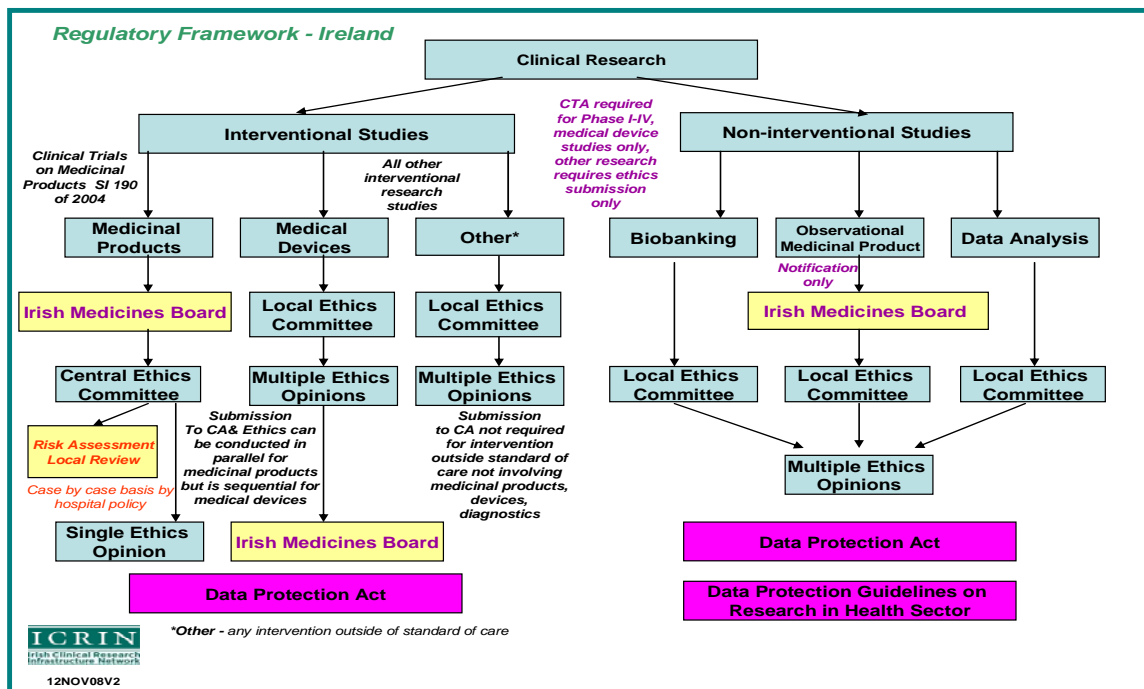 Regulatory Framework - Ireland
Clinical Research
CTA required
for Phase I-IV,
medical device
studies only,
other research
requires ethics
submission
only
Interventional Studies
Non-interventional Studies
Clinical Trials
on Medicinal
Products SI 190
of 2004
All other
interventional
research
studies
Medicinal
Products
Medical
Devices
Other*
Biobanking
Observational
Medicinal Product
Data Analysis
Notification
only
Irish Medicines Board
Local Ethics
Committee
Local Ethics
Committee
Irish Medicines Board
Central Ethics
Committee
Multiple Ethics
Opinions
Multiple Ethics
Opinions
Local Ethics
Committee
Local Ethics
Committee
Local Ethics
Committee
Risk Assessment
Local Review
Case by case basis by
hospital policy
Submission
To CA& Ethics can
be conducted in
parallel for
medicinal products
but is sequential for
medical devices
Submission
to CA not required
for intervention
outside standard of
care not involving
medicinal products,
devices,
diagnostics
Multiple Ethics
Opinions
Single Ethics
Opinion
Irish Medicines Board
Data Protection Act
Data Protection Act
Data Protection Guidelines on
Research in Health Sector
*Other - any intervention outside of standard of care
ICRIN
Irish Clinical Research
Infrastructure Network
12NOV08V2